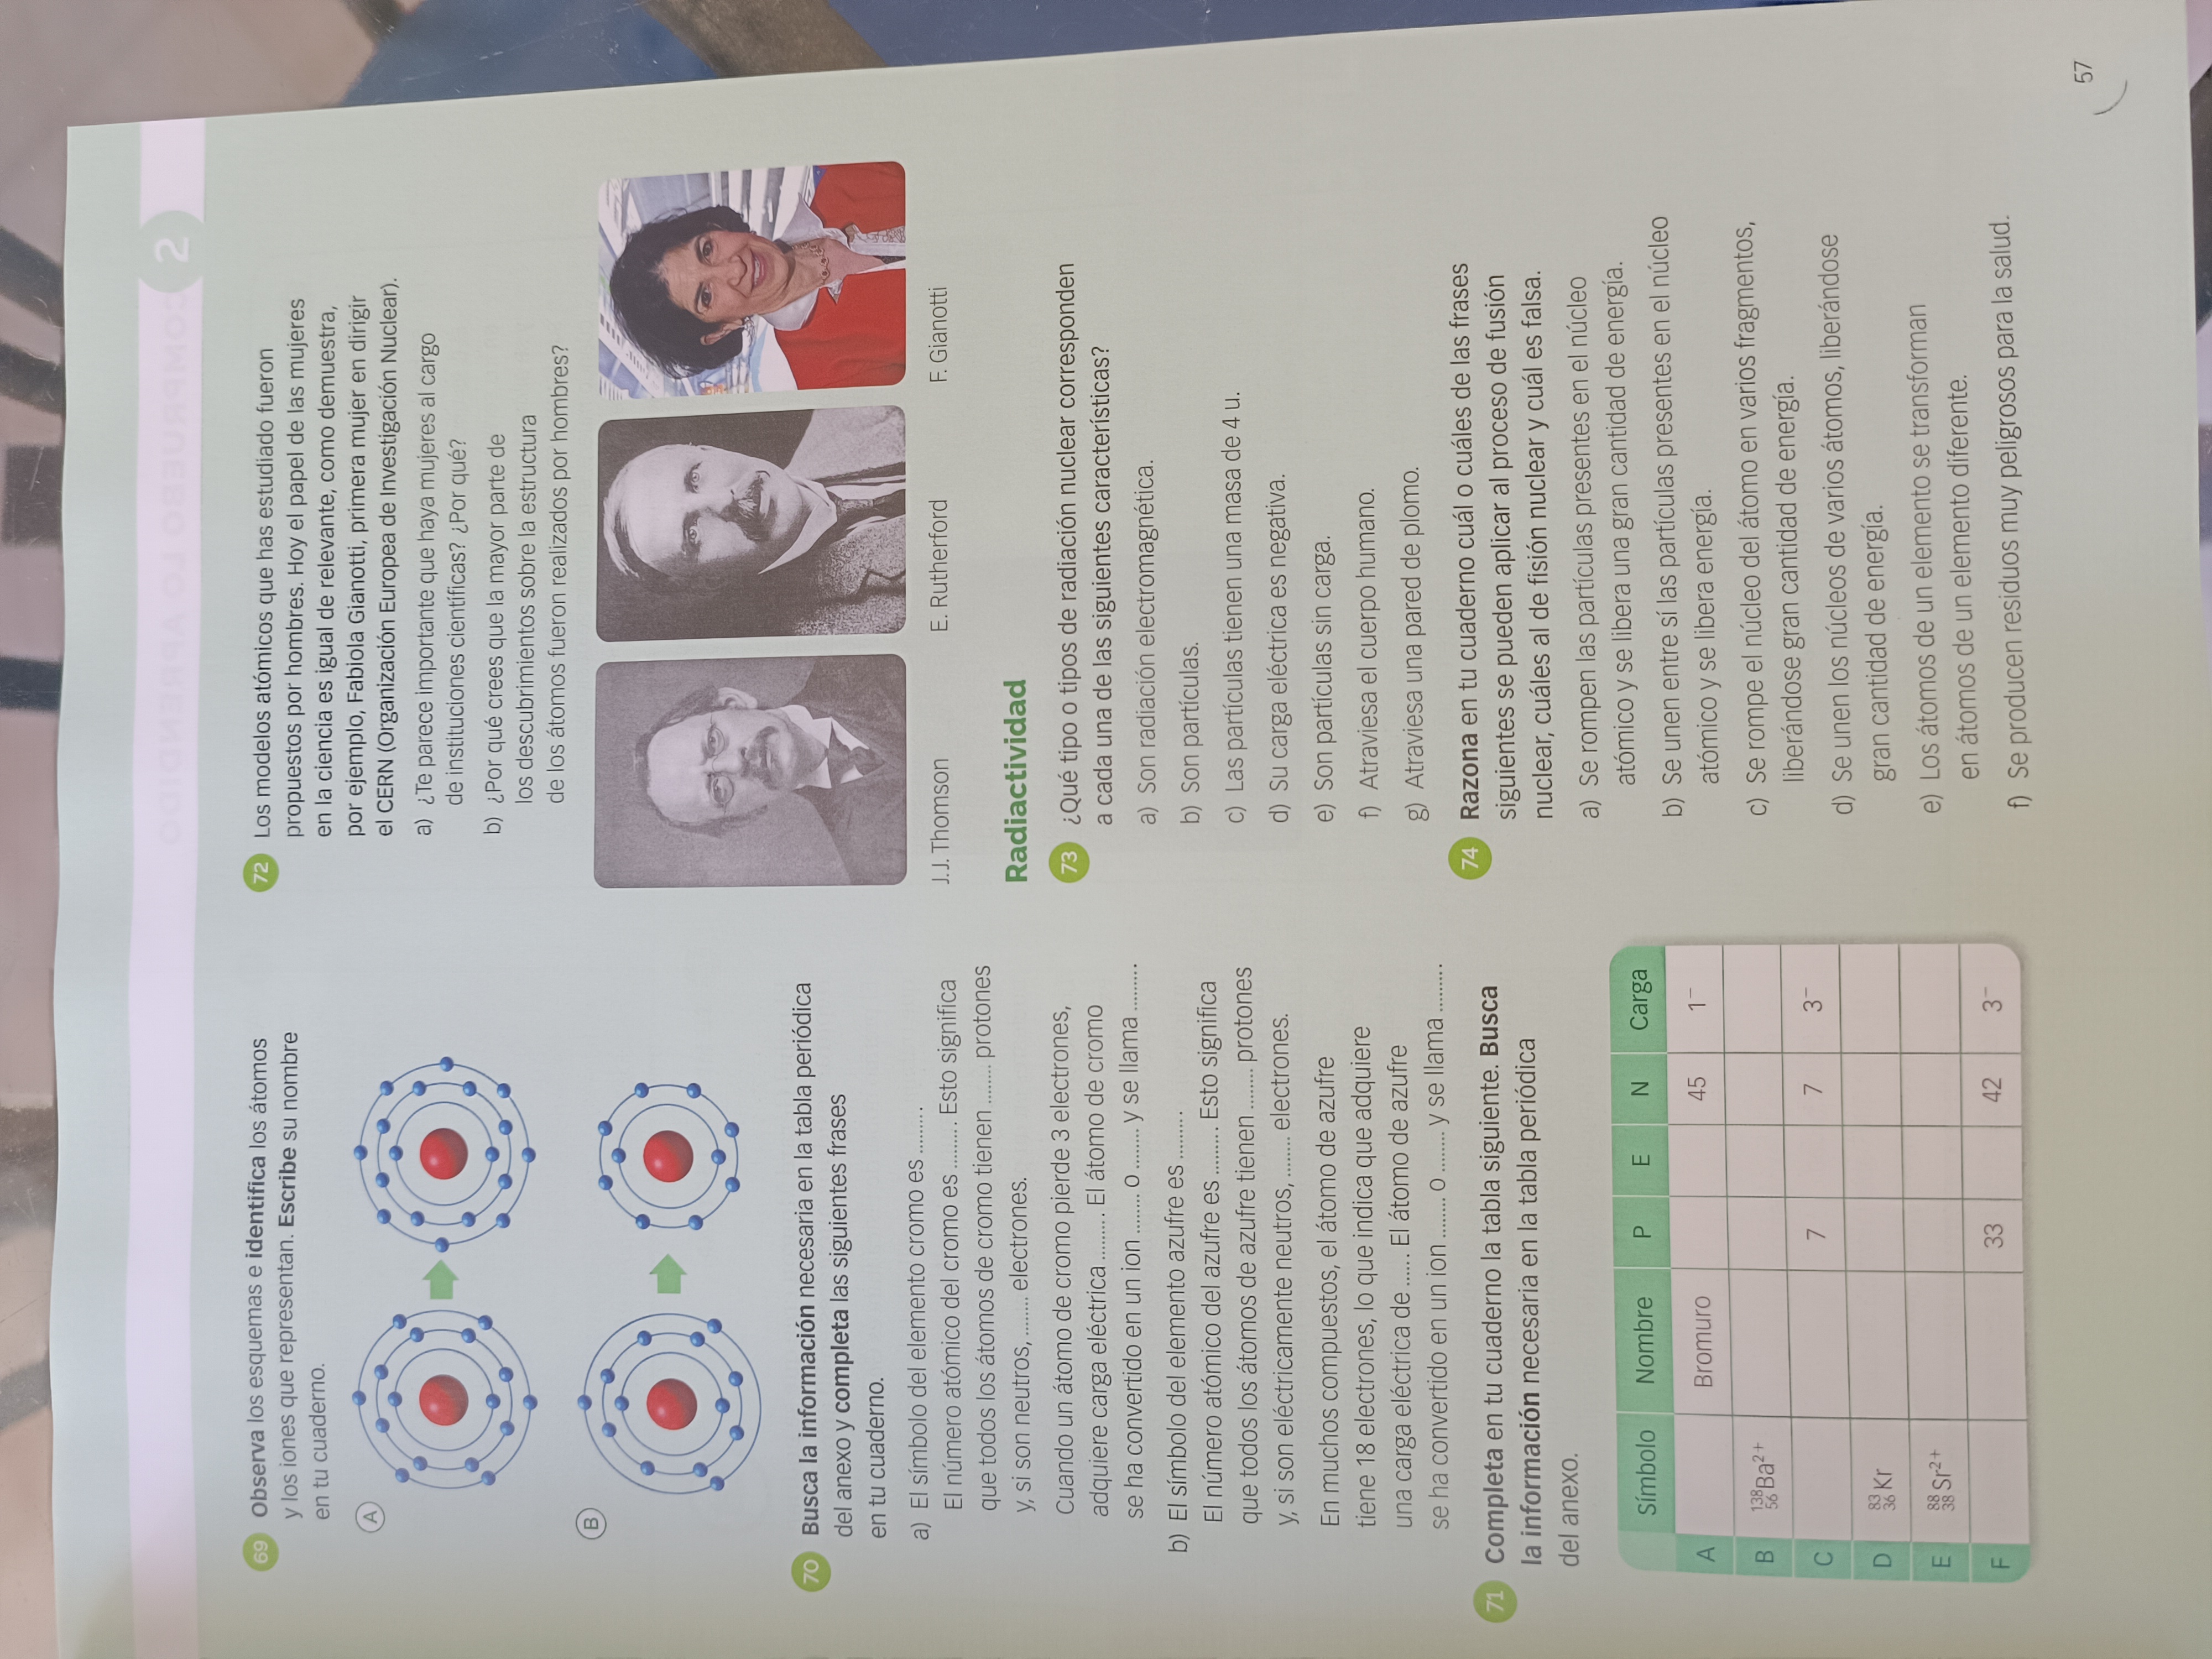 COMPRUEBO LO APRENDIDO
2
69 Observa los esquemas e identifica los átomos
y los iones que representan. Escribe su nombre
en tu cuaderno.
A
B
70 Busca la información necesaria en la tabla periódica
del anexo y completa las siguientes frases
en tu cuaderno.
a) El símbolo del elemento cromo es ........ .
El número atómico del cromo es ........ . Esto significa
que todos los átomos de cromo tienen ........ protones
y, si son neutros, ........ electrones.
Cuando un átomo de cromo pierde 3 electrones,
adquiere carga eléctrica ........ . El átomo de cromo
se ha convertido en un ion ........ o ........ y se llama ........ .
b) El símbolo del elemento azufre es ........ .
El número atómico del azufre es ........ . Esto significa
que todos los átomos de azufre tienen ........ protones
y, si son eléctricamente neutros, ........ electrones.
En muchos compuestos, el átomo de azufre
tiene 18 electrones, lo que indica que adquiere
una carga eléctrica de ..... . El átomo de azufre
se ha convertido en un ion ........ o ........ y se llama ........ .
71 Completa en tu cuaderno la tabla siguiente. Busca
la información necesaria en la tabla periódica
del anexo.
Símbolo Nombre P E N Carga
A Bromuro 45 1⁻
B ¹³⁸₅₆Ba²⁺
C 7 7 3⁻
D ⁸³₃₆Kr
E ⁸⁸₃₈Sr²⁺
F 33 42 3⁻
72 Los modelos atómicos que has estudiado fueron
propuestos por hombres. Hoy el papel de las mujeres
en la ciencia es igual de relevante, como demuestra,
por ejemplo, Fabiola Gianotti, primera mujer en dirigir
el CERN (Organización Europea de Investigación Nuclear).
a) ¿Te parece importante que haya mujeres al cargo
de instituciones científicas? ¿Por qué?
b) ¿Por qué crees que la mayor parte de
los descubrimientos sobre la estructura
de los átomos fueron realizados por hombres?
J.J. Thomson
E. Rutherford
F. Gianotti
Radiactividad
73 ¿Qué tipo o tipos de radiación nuclear corresponden
a cada una de las siguientes características?
a) Son radiación electromagnética.
b) Son partículas.
c) Las partículas tienen una masa de 4 u.
d) Su carga eléctrica es negativa.
e) Son partículas sin carga.
f) Atraviesa el cuerpo humano.
g) Atraviesa una pared de plomo.
74 Razona en tu cuaderno cuál o cuáles de las frases
siguientes se pueden aplicar al proceso de fusión
nuclear, cuáles al de fisión nuclear y cuál es falsa.
a) Se rompen las partículas presentes en el núcleo
atómico y se libera una gran cantidad de energía.
b) Se unen entre sí las partículas presentes en el núcleo
atómico y se libera energía.
c) Se rompe el núcleo del átomo en varios fragmentos,
liberándose gran cantidad de energía.
d) Se unen los núcleos de varios átomos, liberándose
gran cantidad de energía.
e) Los átomos de un elemento se transforman
en átomos de un elemento diferente.
f) Se producen residuos muy peligrosos para la salud.
57